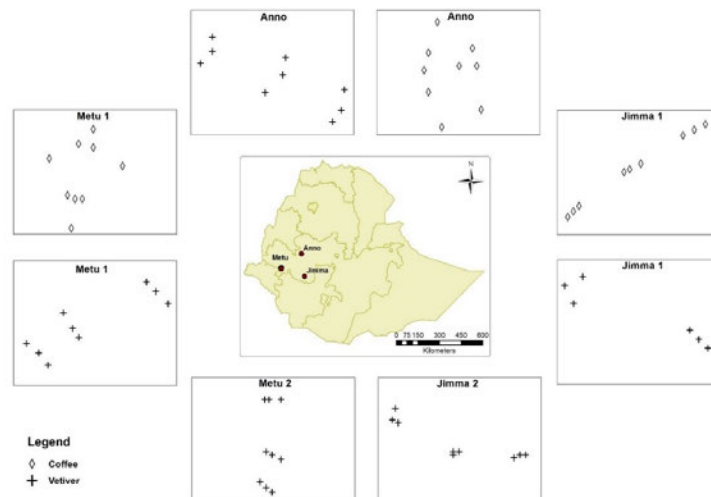 Anno
Anno
Metu 1
Jimma 1
N
Anno
Metu
Jimma
Metu 1
Jimma 1
0 75 150 300 450 600
Kilometers
Metu 2
Jimma 2
Legend
Coffee
Vetiver